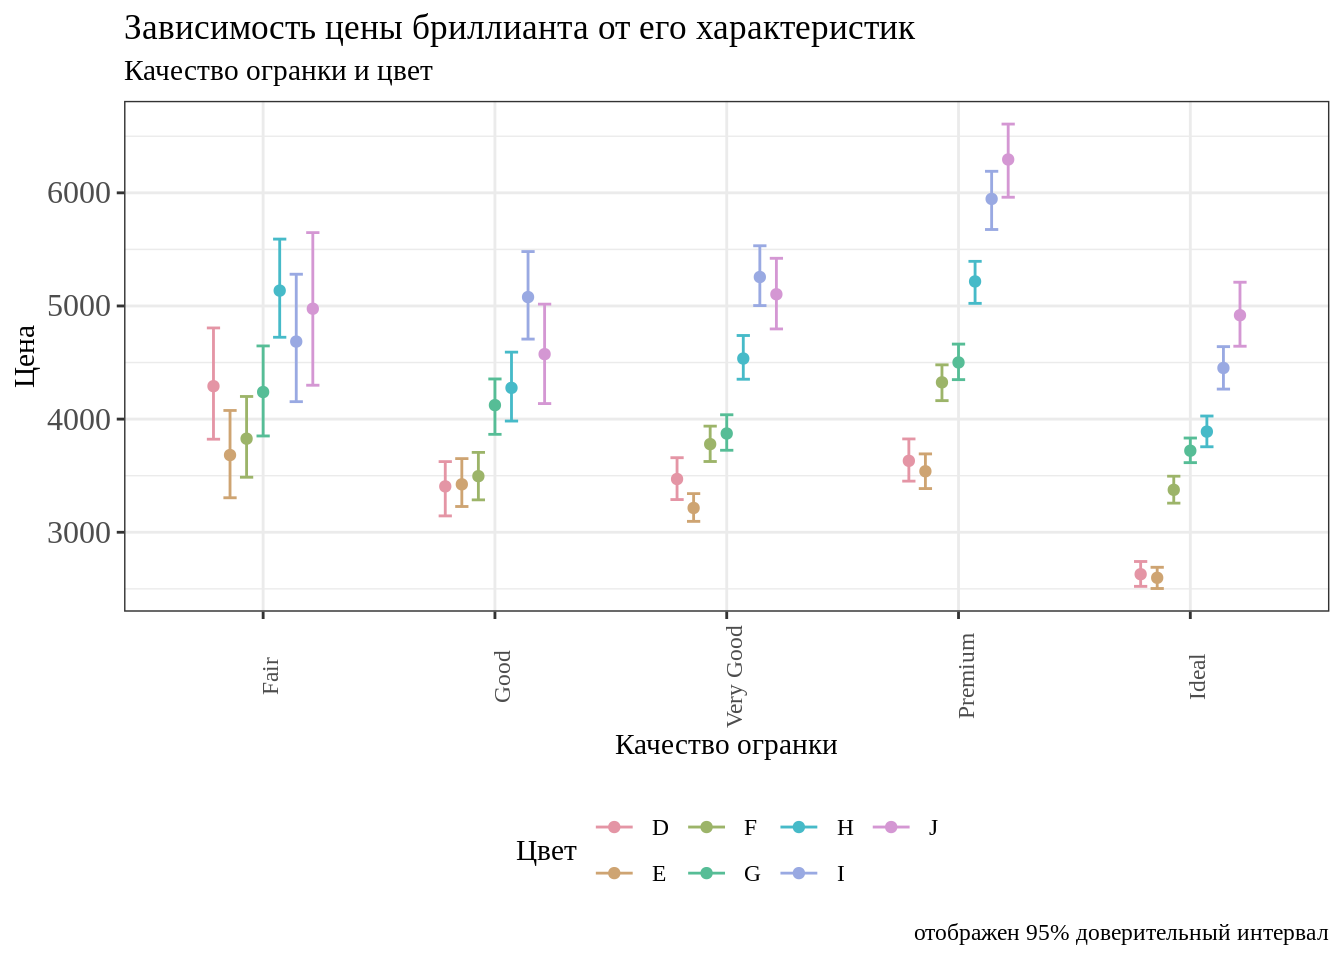 Зависимость цены бриллианта от его характеристик
Качество огранки и цвет
Цена
6000
5000
4000
3000
Fair
Good
Very Good
Premium
Ideal
Качество огранки
Цвет
D F H J
E G I
отображен 95% доверительный интервал